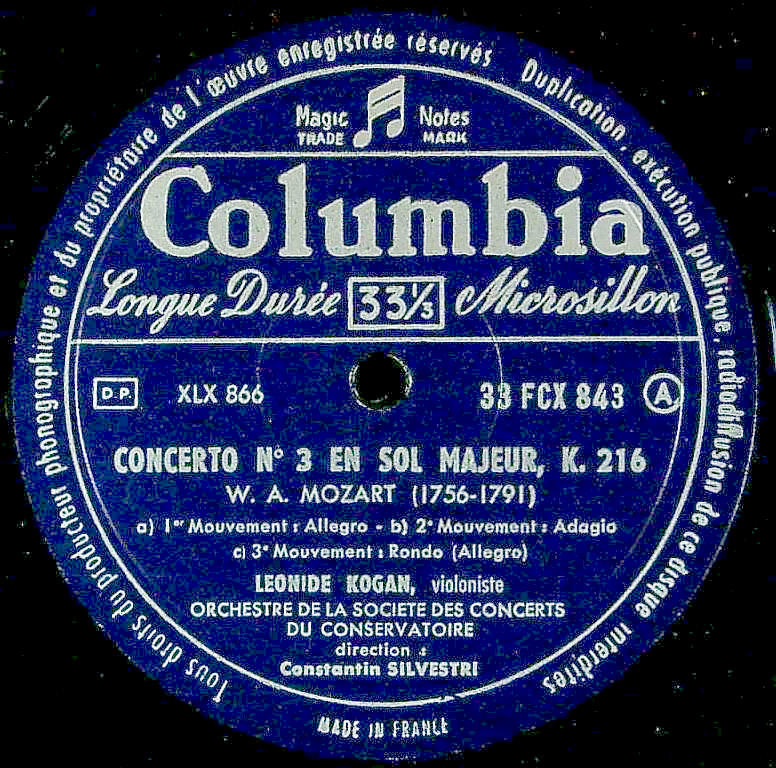 Tous droits du producteur phonographique et du propriétaire de l'œuvre enregistrée réservés
Duplication, exécution publique, radiodiffusion de ce disque interdites
Magic Notes
TRADE MARK
Columbia
Longue Durée 33⅓ Microsillon
D.P. XLX 866 33 FCX 843 A
CONCERTO N° 3 EN SOL MAJEUR, K. 216
W. A. MOZART (1756-1791)
a) 1er Mouvement : Allegro - b) 2e Mouvement : Adagio
c) 3e Mouvement : Rondo (Allegro)
LEONIDE KOGAN, violoniste
ORCHESTRE DE LA SOCIETE DES CONCERTS
DU CONSERVATOIRE
direction :
Constantin SILVESTRI
MADE IN FRANCE